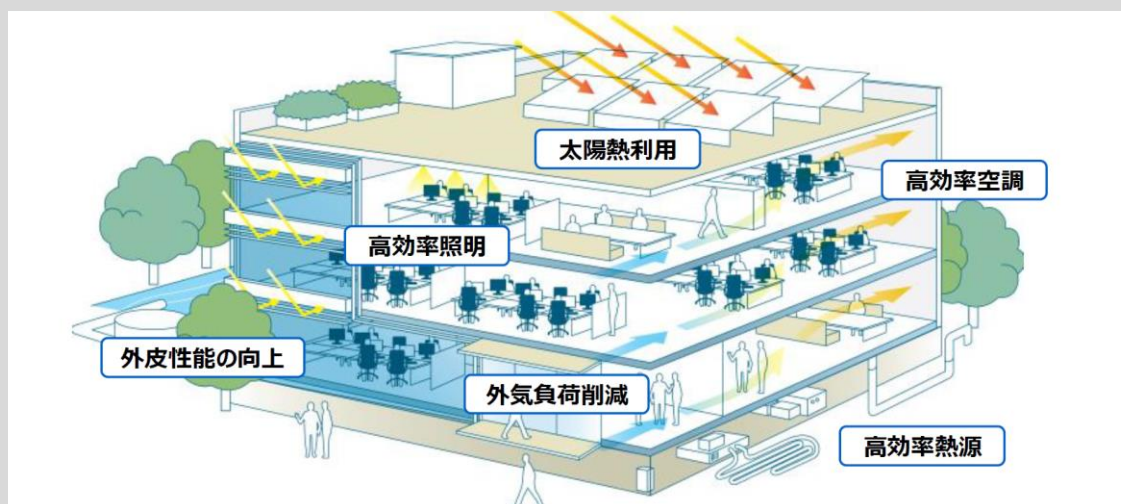 太陽熱利用
高効率空調
高効率照明
外皮性能の向上
外気負荷削減
高効率熱源